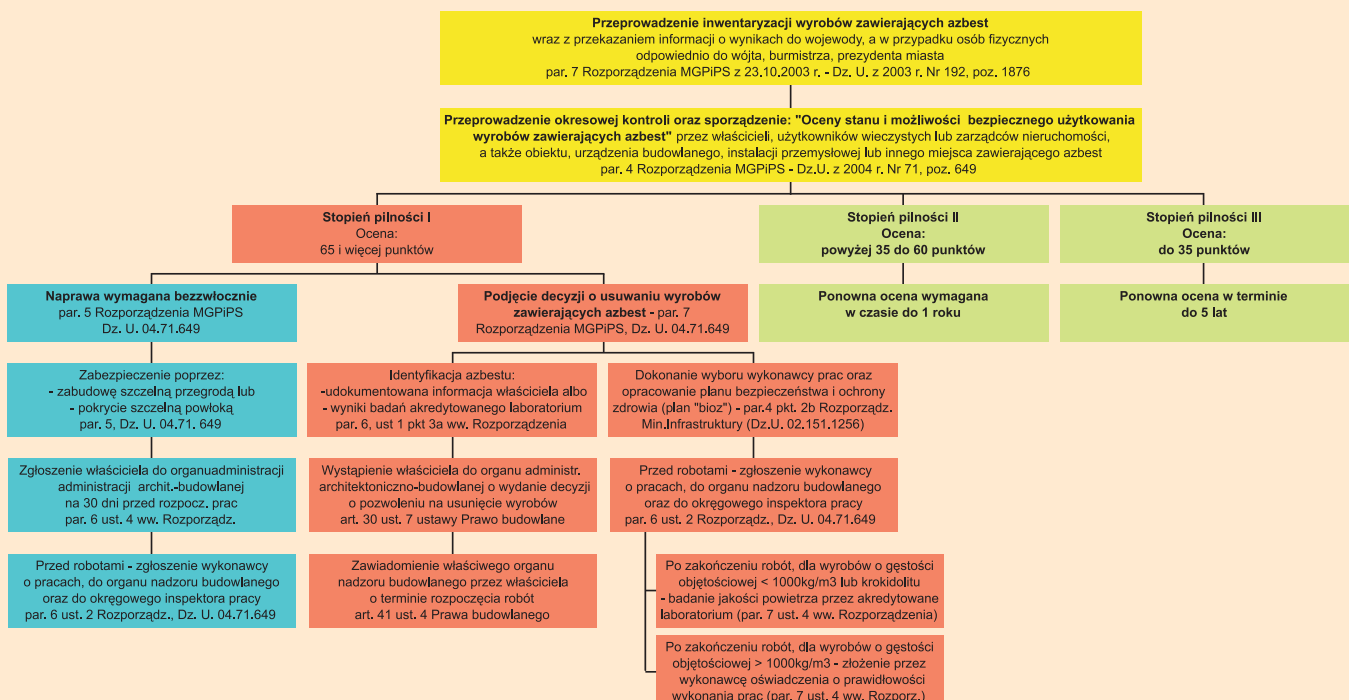 Przeprowadzenie inwentaryzacji wyrobów zawierających azbest
wraz z przekazaniem informacji o wynikach do wojewody, a w przypadku osób fizycznych
odpowiednio do wójta, burmistrza, prezydenta miasta
par. 7 Rozporządzenia MGPiPS z 23.10.2003 r. - Dz. U. z 2003 r. Nr 192, poz. 1876
Przeprowadzenie okresowej kontroli oraz sporządzenie: "Oceny stanu i możliwości bezpiecznego użytkowania
wyrobów zawierających azbest" przez właścicieli, użytkowników wieczystych lub zarządców nieruchomości,
a także obiektu, urządzenia budowlanego, instalacji przemysłowej lub innego miejsca zawierającego azbest
par. 4 Rozporządzenia MGPiPS - Dz.U. z 2004 r. Nr 71, poz. 649
Stopień pilności I
Ocena:
65 i więcej punktów
Stopień pilności II
Ocena:
powyżej 35 do 60 punktów
Stopień pilności III
Ocena:
do 35 punktów
Naprawa wymagana bezzwłocznie
par. 5 Rozporządzenia MGPiPS
Dz. U. 04.71.649
Podjęcie decyzji o usuwaniu wyrobów
zawierających azbest - par. 7
Rozporządzenia MGPiPS, Dz. U. 04.71.649
Ponowna ocena wymagana
w czasie do 1 roku
Ponowna ocena w terminie
do 5 lat
Zabezpieczenie poprzez:
- zabudowę szczelną przegrodą lub
- pokrycie szczelną powłoką
par. 5, Dz. U. 04.71. 649
Identyfikacja azbestu:
-udokumentowana informacja właściciela albo
- wyniki badań akredytowanego laboratorium
par. 6, ust 1 pkt 3a ww. Rozporządzenia
Dokonanie wyboru wykonawcy prac oraz
opracowanie planu bezpieczeństwa i ochrony
zdrowia (plan "bioz") - par.4 pkt. 2b Rozporządz.
Min.Infrastruktury (Dz.U. 02.151.1256)
Zgłoszenie właściciela do organuadministracji
administracji archit.-budowlanej
na 30 dni przed rozpocz. prac
par. 6 ust. 4 ww. Rozporządz.
Wystąpienie właściciela do organu administr.
architektoniczno-budowlanej o wydanie decyzji
o pozwoleniu na usunięcie wyrobów
art. 30 ust. 7 ustawy Prawo budowlane
Przed robotami - zgłoszenie wykonawcy
o pracach, do organu nadzoru budowlanego
oraz do okręgowego inspektora pracy
par. 6 ust. 2 Rozporządz., Dz. U. 04.71.649
Przed robotami - zgłoszenie wykonawcy
o pracach, do organu nadzoru budowlanego
oraz do okręgowego inspektora pracy
par. 6 ust. 2 Rozporządz., Dz. U. 04.71.649
Zawiadomienie właściwego organu
nadzoru budowlanego przez właściciela
o terminie rozpoczęcia robót
art. 41 ust. 4 Prawa budowlanego
Po zakończeniu robót, dla wyrobów o gęstości
objętościowej < 1000kg/m3 lub krokidolitu
- badanie jakości powietrza przez akredytowane
laboratorium (par. 7 ust. 4 ww. Rozporządzenia)
Po zakończeniu robót, dla wyrobów o gęstości
objętościowej > 1000kg/m3 - złożenie przez
wykonawcę oświadczenia o prawidłowości
wykonania prac (par. 7 ust. 4 ww. Rozporz.)